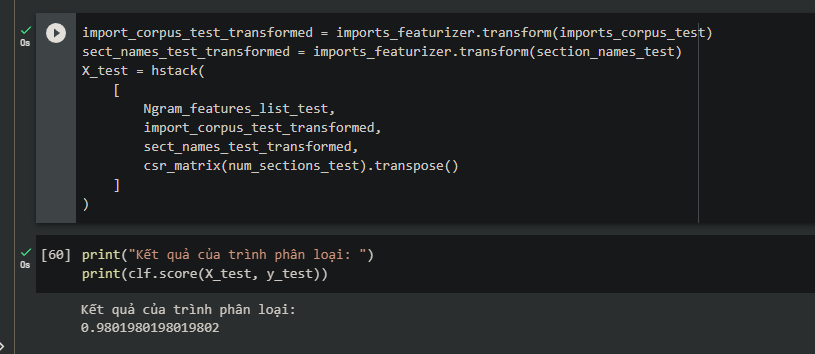 0s
import_corpus_test_transformed = imports_featurizer.transform(imports_corpus_test)
sect_names_test_transformed = imports_featurizer.transform(section_names_test)
X_test = hstack(
    [
        Ngram_features_list_test,
        import_corpus_test_transformed,
        sect_names_test_transformed,
        csr_matrix(num_sections_test).transpose()
    ]
)
0s
[60] print("Kết quả của trình phân loại: ")
print(clf.score(X_test, y_test))
Kết quả của trình phân loại:
0.9801980198019802